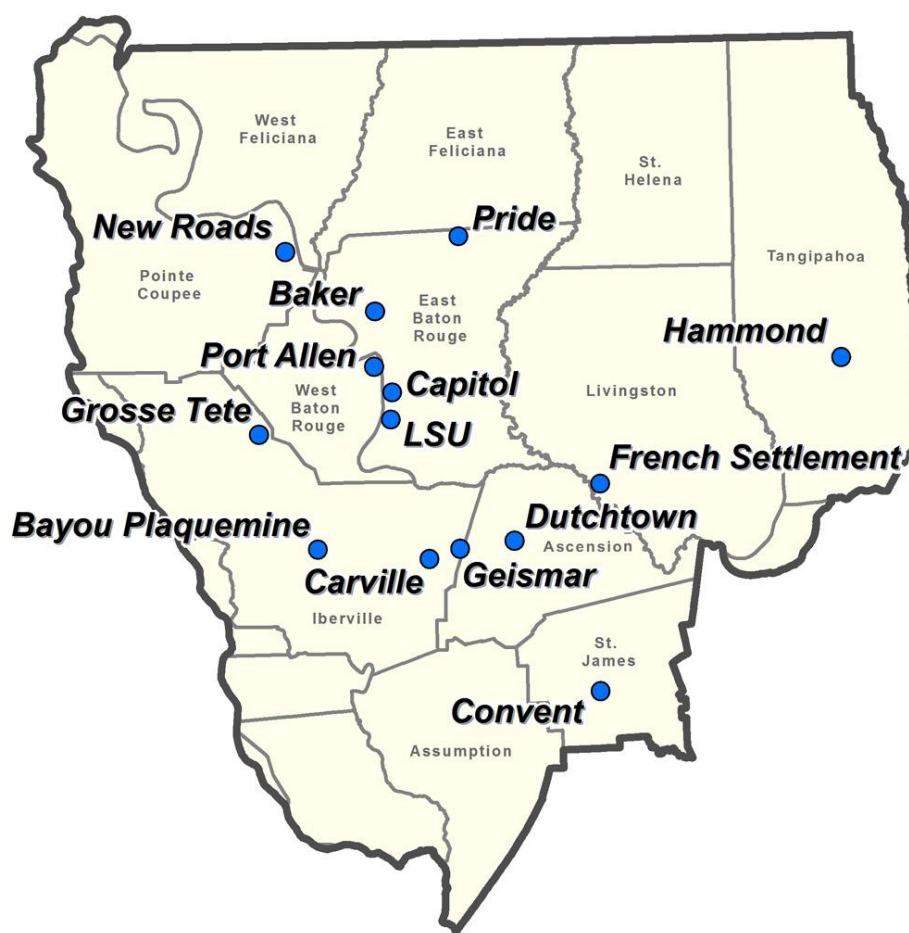 West
Feliciana
East
Feliciana
St.
Helena
New Roads
Pride
Tangipahoa
Pointe
Coupee
Baker
East
Baton
Rouge
Hammond
Port Allen
Capitol
Livingston
West
Baton
Rouge
Grosse Tete
LSU
French Settlement
Bayou Plaquemine
Dutchtown
Ascension
Carville
Geismar
Iberville
St.
James
Convent
Assumption